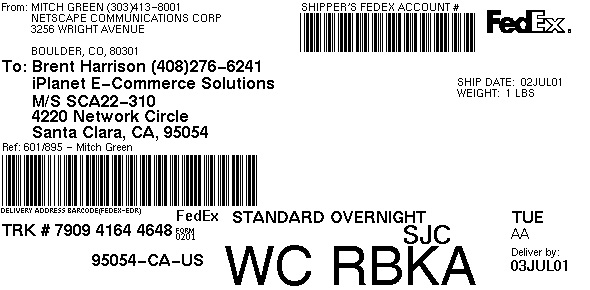 From: MITCH GREEN (303)413-8001
NETSCAPE COMMUNICATIONS CORP
3256 WRIGHT AVENUE
BOULDER, CO, 80301
SHIPPER'S FEDEX ACCOUNT #
FedEx.
To: Brent Harrison (408)276-6241
iPlanet E-Commerce Solutions
M/S SCA22-310
4220 Network Circle
Santa Clara, CA, 95054
SHIP DATE: 02JUL01
WEIGHT: 1 LBS
Ref: 601/895 - Mitch Green
DELIVERY ADDRESS BARCODE(FEDEX-EDR)
FedEx STANDARD OVERNIGHT TUE
TRK # 7909 4164 4648 FORM 0201
SJC
AA
95054-CA-US
WC RBKA
Deliver by:
03JUL01